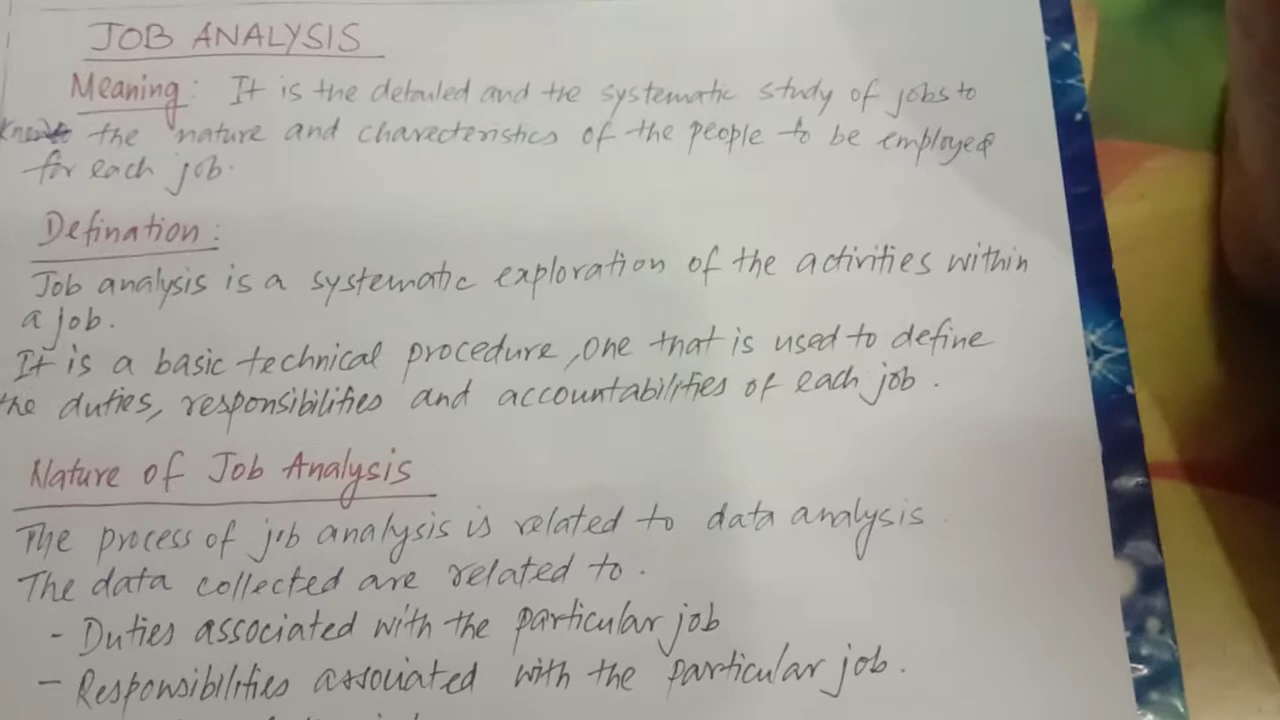 JOB ANALYSIS
Meaning: It is the detailed and the systematic study of jobs to
know the nature and charecteristics of the people to be employed
for each job.
Defination:
Job analysis is a systematic exploration of the activities within
a job.
It is a basic technical procedure, one that is used to define
the duties, responsibilities and accountabilities of each job.
Nature of Job Analysis
The process of job analysis is related to data analysis.
The data collected are related to.
- Duties associated with the particular job
- Responsibilities associated with the particular job.